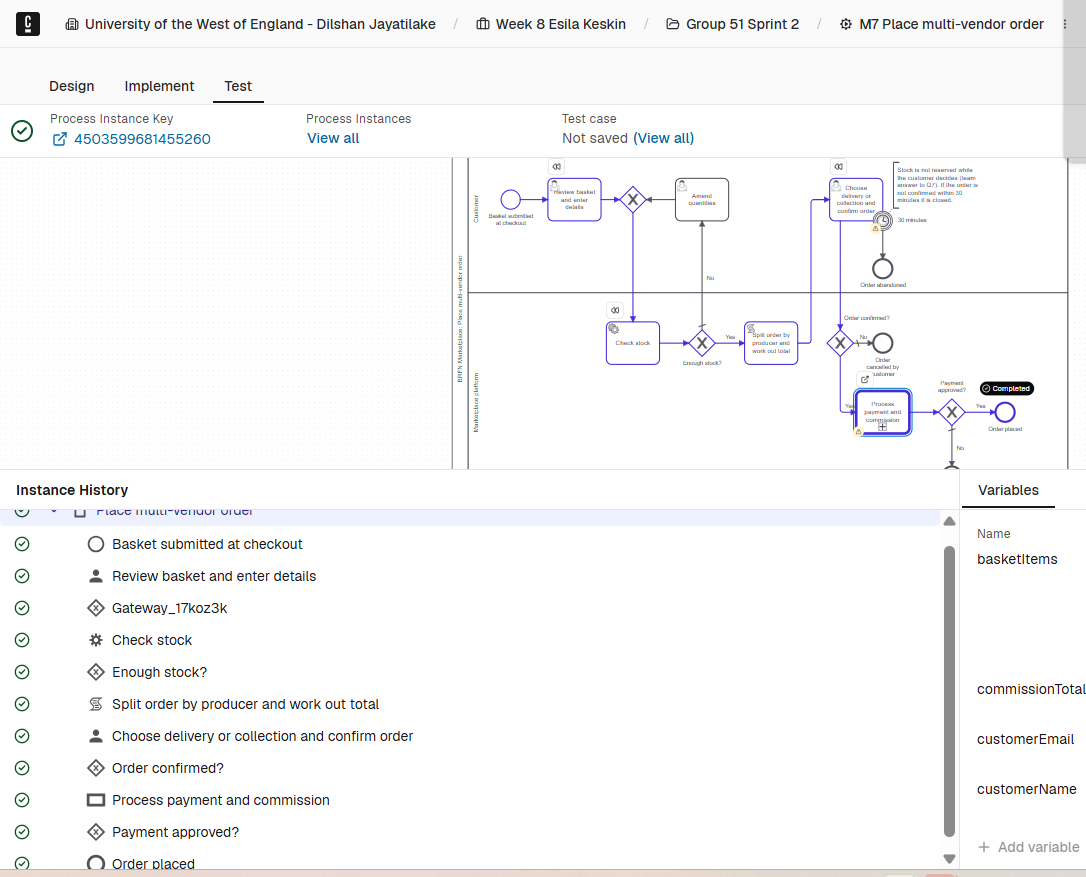 University of the West of England - Dilshan Jayatilake / Week 8 Esila Keskin / Group 51 Sprint 2 / M7 Place multi-vendor order
Design Implement Test
Process Instance Key Process Instances Test case
4503599681455260 View all Not saved (View all)
BREN Marketplace: Place multi-vendor order
Customer
Basket submitted
at checkout
Review basket
and enter
details
Amend
quantities
Choose
delivery or
collection and
confirm order
Stock is not reserved while
the customer decides (team
answer to Q7). If the order is
not confirmed within 30
minutes it is closed.
30 minutes
Order abandoned
No
Marketplace platform
Check stock
Enough stock?
Yes
Split order by
producer and
work out total
Order confirmed?
No
Order
cancelled by
customer
Yes
Process
payment and
commission
Payment
approved?
Yes
Completed
Order placed
No
Instance History
Place multi-vendor order
Basket submitted at checkout
Review basket and enter details
Gateway_17koz3k
Check stock
Enough stock?
Split order by producer and work out total
Choose delivery or collection and confirm order
Order confirmed?
Process payment and commission
Payment approved?
Order placed
Variables
Name
basketItems
commissionTotal
customerEmail
customerName
+ Add variable